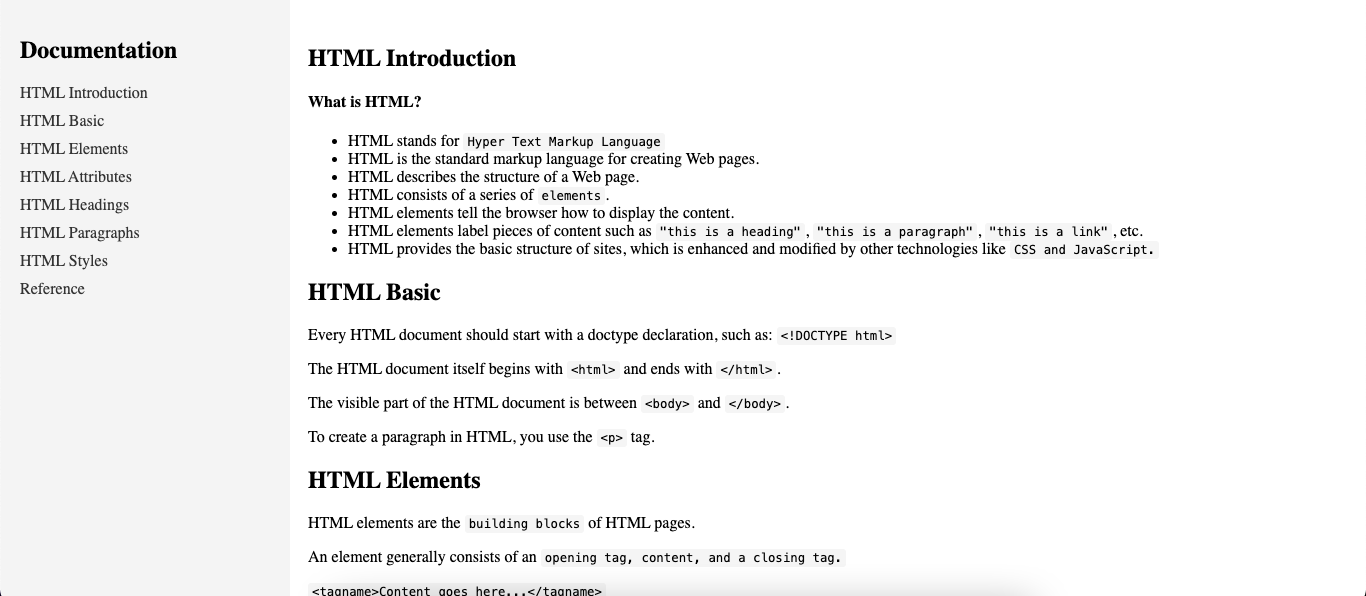 Documentation
HTML Introduction
HTML Basic
HTML Elements
HTML Attributes
HTML Headings
HTML Paragraphs
HTML Styles
Reference
HTML Introduction
What is HTML?
• HTML stands for Hyper Text Markup Language
• HTML is the standard markup language for creating Web pages.
• HTML describes the structure of a Web page.
• HTML consists of a series of elements.
• HTML elements tell the browser how to display the content.
• HTML elements label pieces of content such as "this is a heading", "this is a paragraph", "this is a link", etc.
• HTML provides the basic structure of sites, which is enhanced and modified by other technologies like CSS and JavaScript.
HTML Basic
Every HTML document should start with a doctype declaration, such as: <!DOCTYPE html>
The HTML document itself begins with <html> and ends with </html>.
The visible part of the HTML document is between <body> and </body>.
To create a paragraph in HTML, you use the <p> tag.
HTML Elements
HTML elements are the building blocks of HTML pages.
An element generally consists of an opening tag, content, and a closing tag.
<tagname>Content goes here...</tagname>